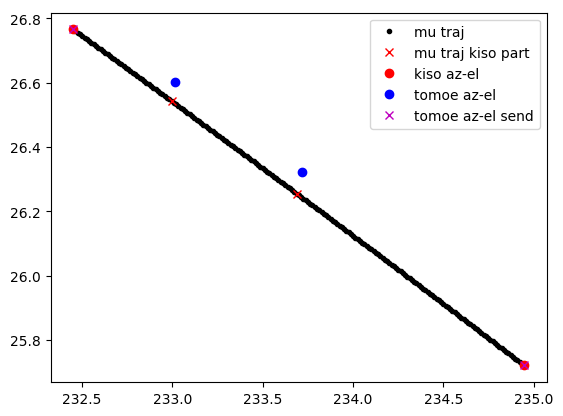 26.8
26.6
26.4
26.2
26.0
25.8
mu traj
mu traj kiso part
kiso az-el
tomoe az-el
tomoe az-el send
232.5 233.0 233.5 234.0 234.5 235.0